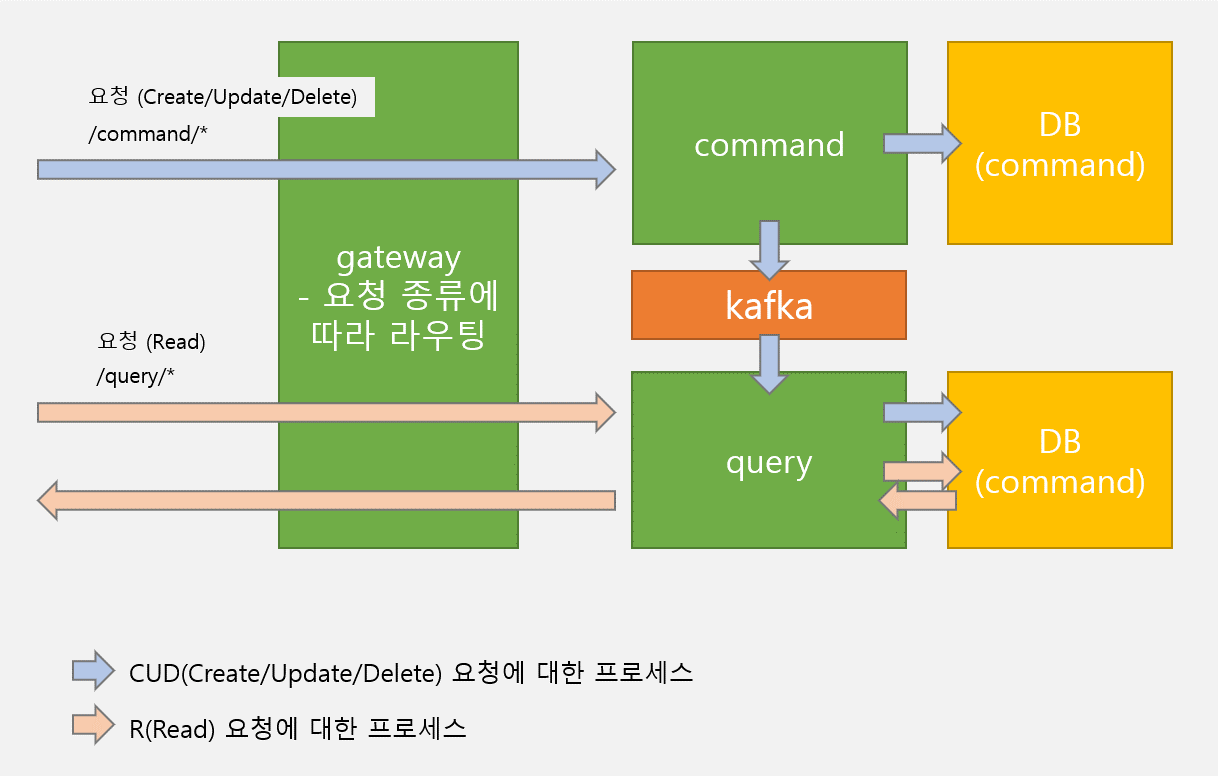 요청 (Create/Update/Delete)
/command/*
gateway
- 요청 종류에
따라 라우팅
요청 (Read)
/query/*
command
DB
(command)
kafka
query
DB
(command)
CUD(Create/Update/Delete) 요청에 대한 프로세스
R(Read) 요청에 대한 프로세스